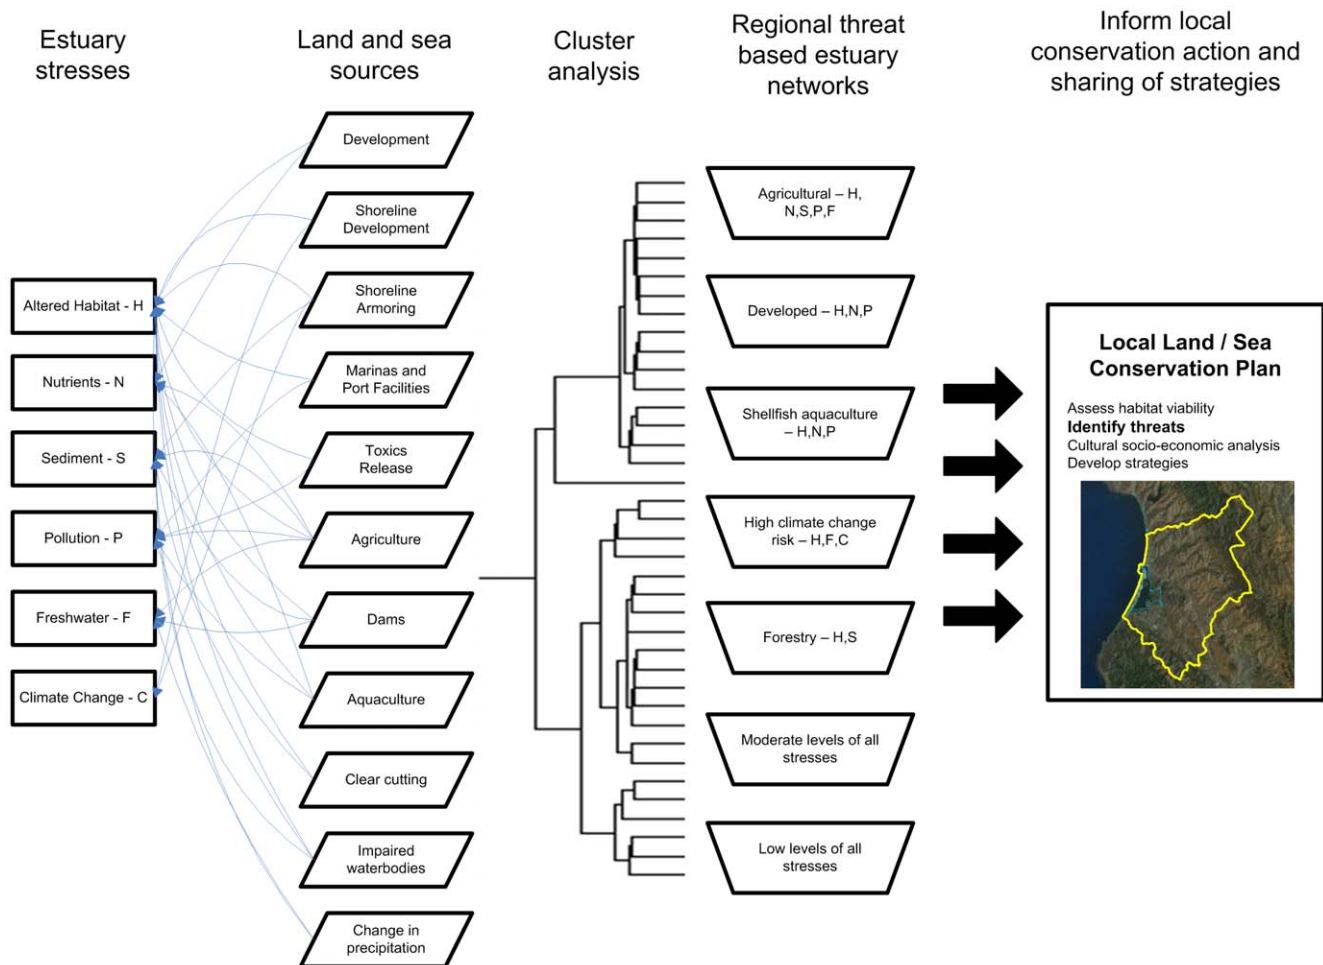 Estuary
stresses
Land and sea
sources
Cluster
analysis
Regional threat
based estuary
networks
Inform local
conservation action and
sharing of strategies
Altered Habitat - H
Nutrients - N
Sediment - S
Pollution - P
Freshwater - F
Climate Change - C
Development
Shoreline
Development
Shoreline
Armoring
Marinas and
Port Facilities
Toxics
Release
Agriculture
Dams
Aquaculture
Clear cutting
Impaired
waterbodies
Change in
precipitation
Agricultural – H,
N,S,P,F
Developed – H,N,P
Shellfish aquaculture
– H,N,P
High climate change
risk – H,F,C
Forestry – H,S
Moderate levels of all
stresses
Low levels of all
stresses
Local Land / Sea
Conservation Plan
Assess habitat viability
Identify threats
Cultural socio-economic analysis
Develop strategies